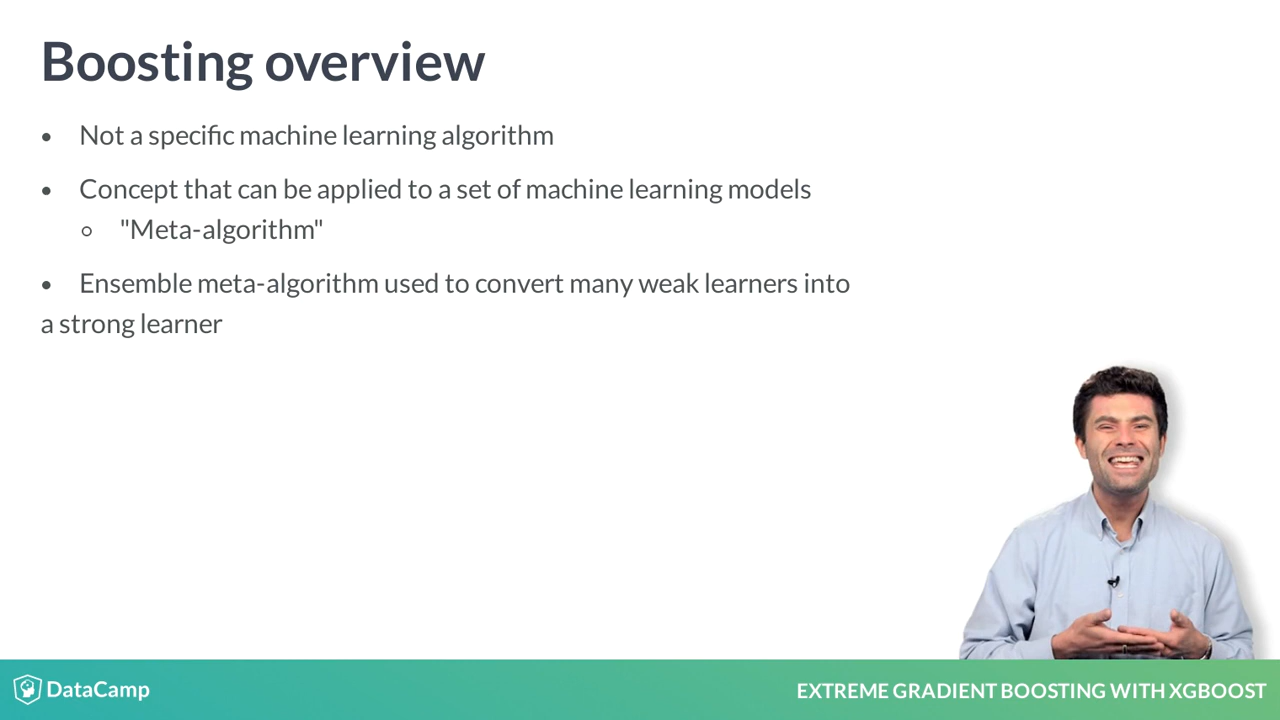 Boosting overview
• Not a specific machine learning algorithm
• Concept that can be applied to a set of machine learning models
○ "Meta-algorithm"
• Ensemble meta-algorithm used to convert many weak learners into
a strong learner
DataCamp
EXTREME GRADIENT BOOSTING WITH XGBOOST